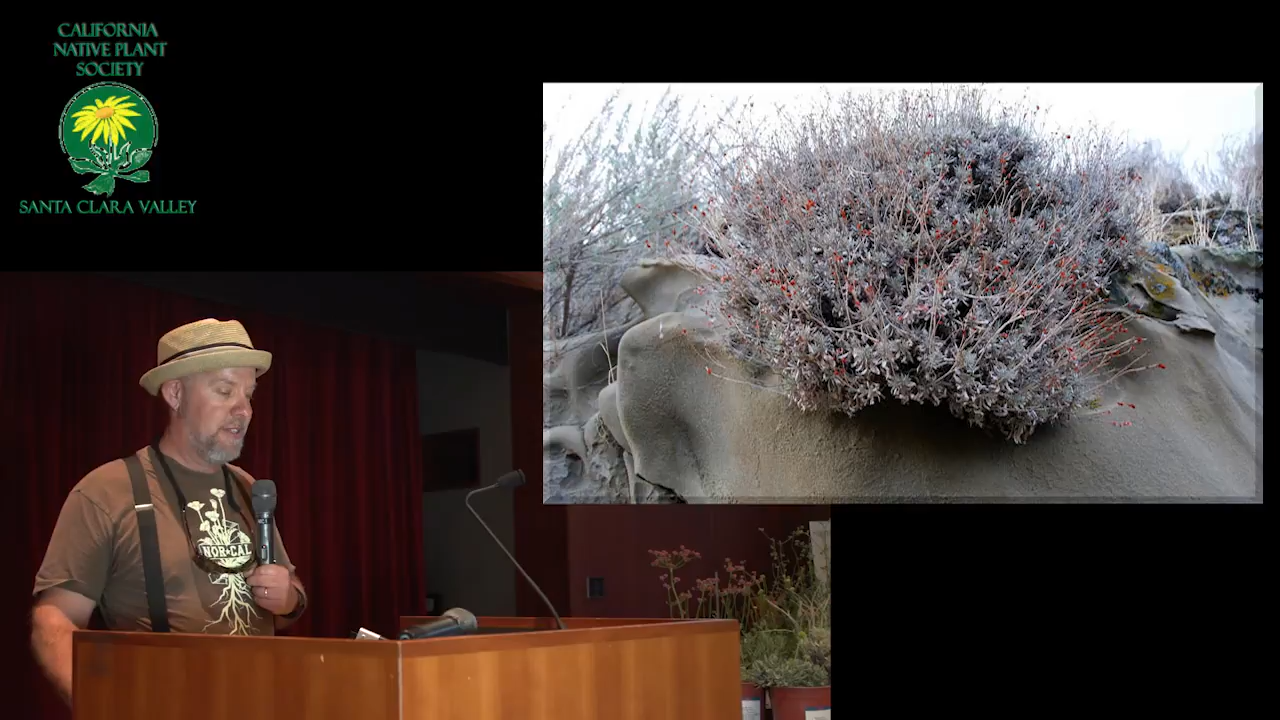 CALIFORNIA
NATIVE PLANT
SOCIETY
SANTA CLARA VALLEY
NOR CAL